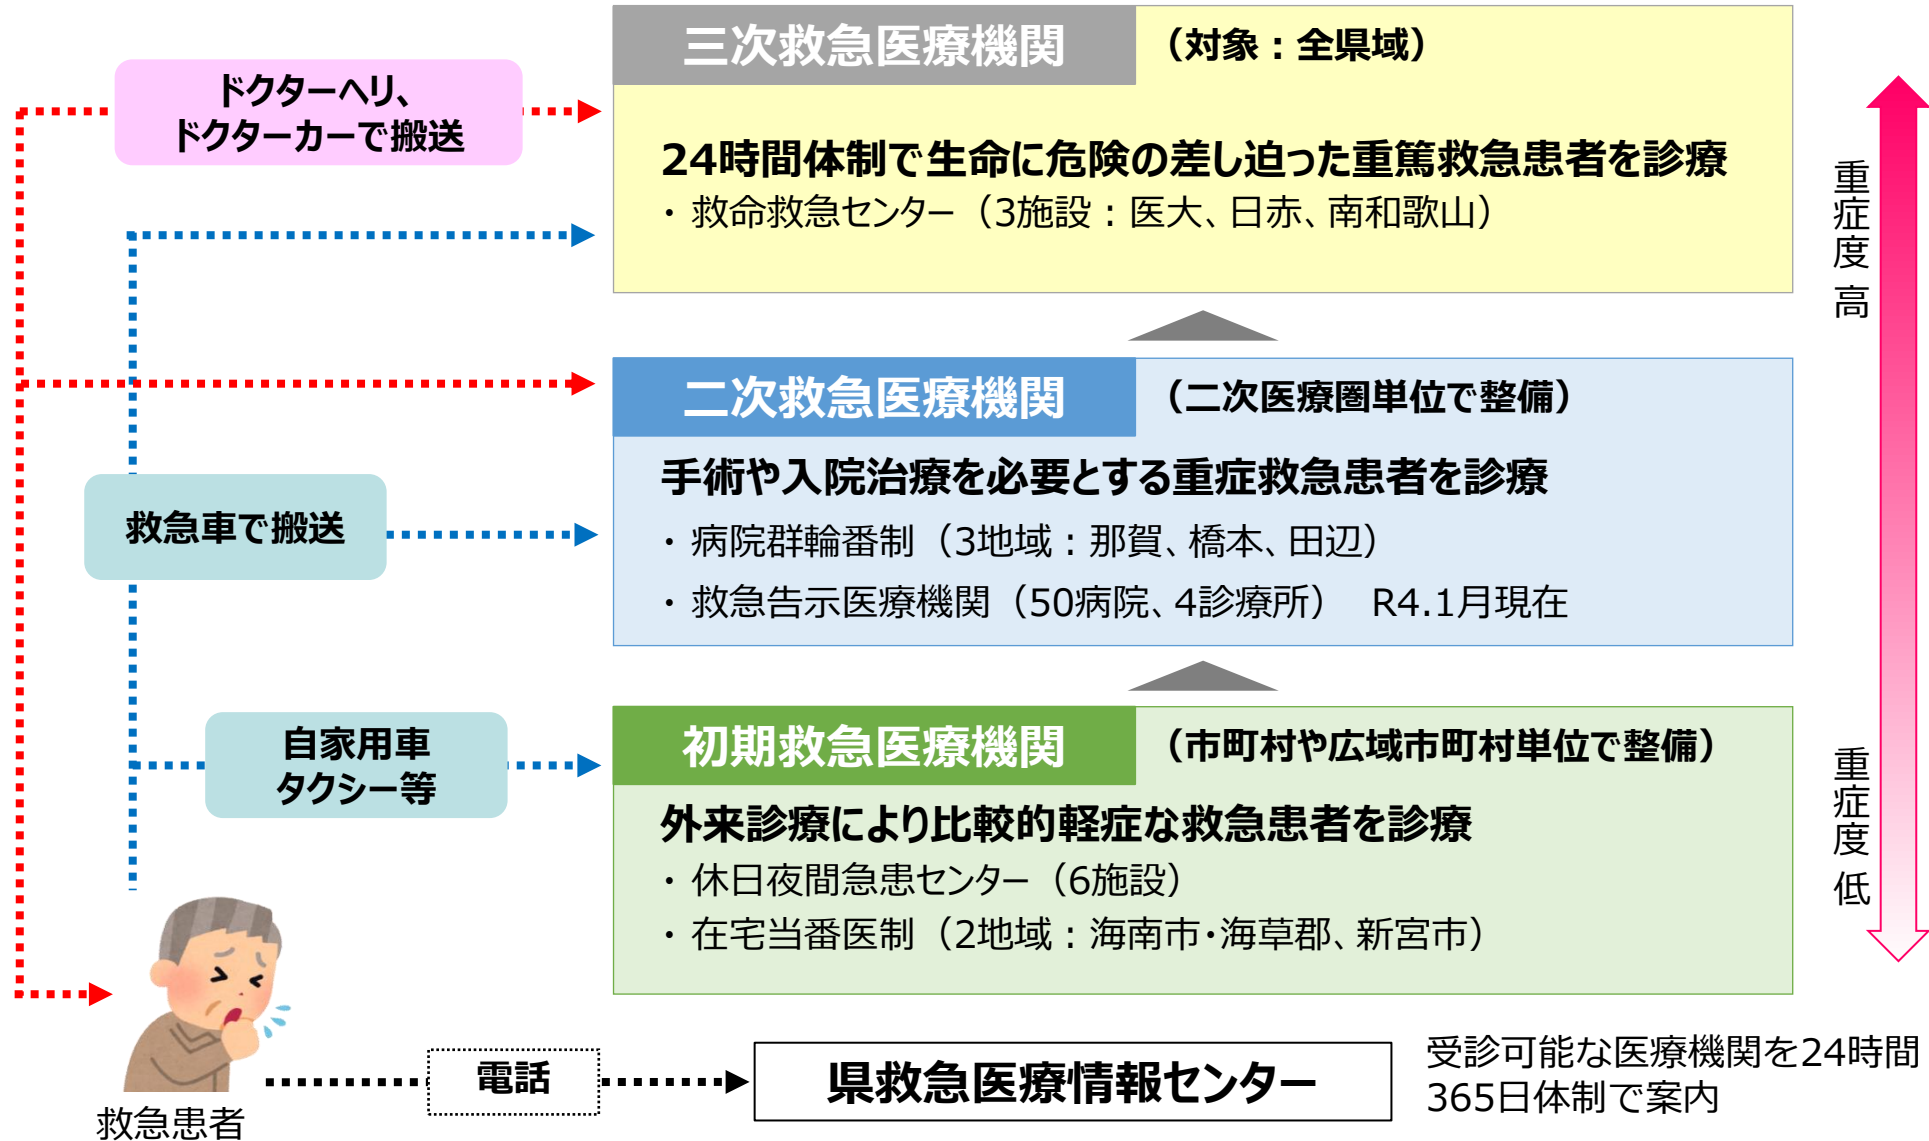 三次救急医療機関
（対象：全県域）
ドクターヘリ、
ドクターカーで搬送
24時間体制で生命に危険の差し迫った重篤救急患者を診療
・救命救急センター（3施設：医大、日赤、南和歌山）
重症度 高
二次救急医療機関
（二次医療圏単位で整備）
手術や入院治療を必要とする重症救急患者を診療
救急車で搬送
・病院群輪番制（3地域：那賀、橋本、田辺）
・救急告示医療機関（50病院、4診療所） R4.1月現在
初期救急医療機関
（市町村や広域市町村単位で整備）
自家用車
タクシー等
外来診療により比較的軽症な救急患者を診療
・休日夜間急患センター（6施設）
・在宅当番医制（2地域：海南市・海草郡、新宮市）
重症度 低
救急患者
電話
県救急医療情報センター
受診可能な医療機関を24時間
365日体制で案内